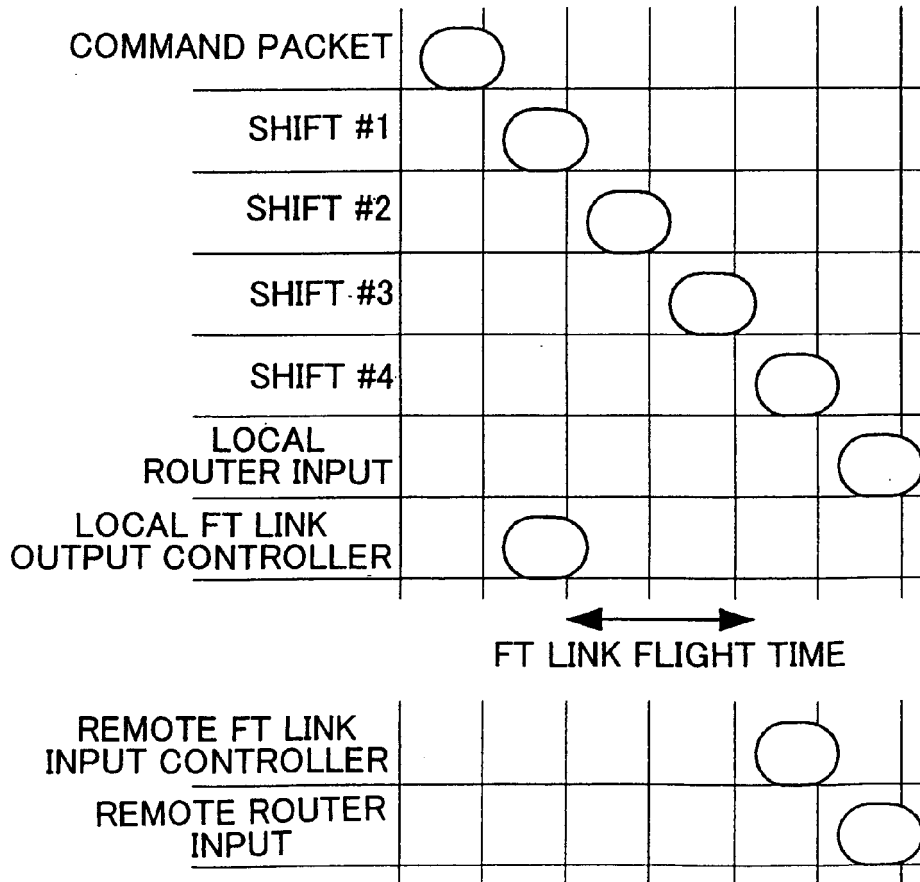 COMMAND PACKET
SHIFT #1
SHIFT #2
SHIFT #3
SHIFT #4
LOCAL
ROUTER INPUT
LOCAL FT LINK
OUTPUT CONTROLLER
FT LINK FLIGHT TIME
REMOTE FT LINK
INPUT CONTROLLER
REMOTE ROUTER
INPUT